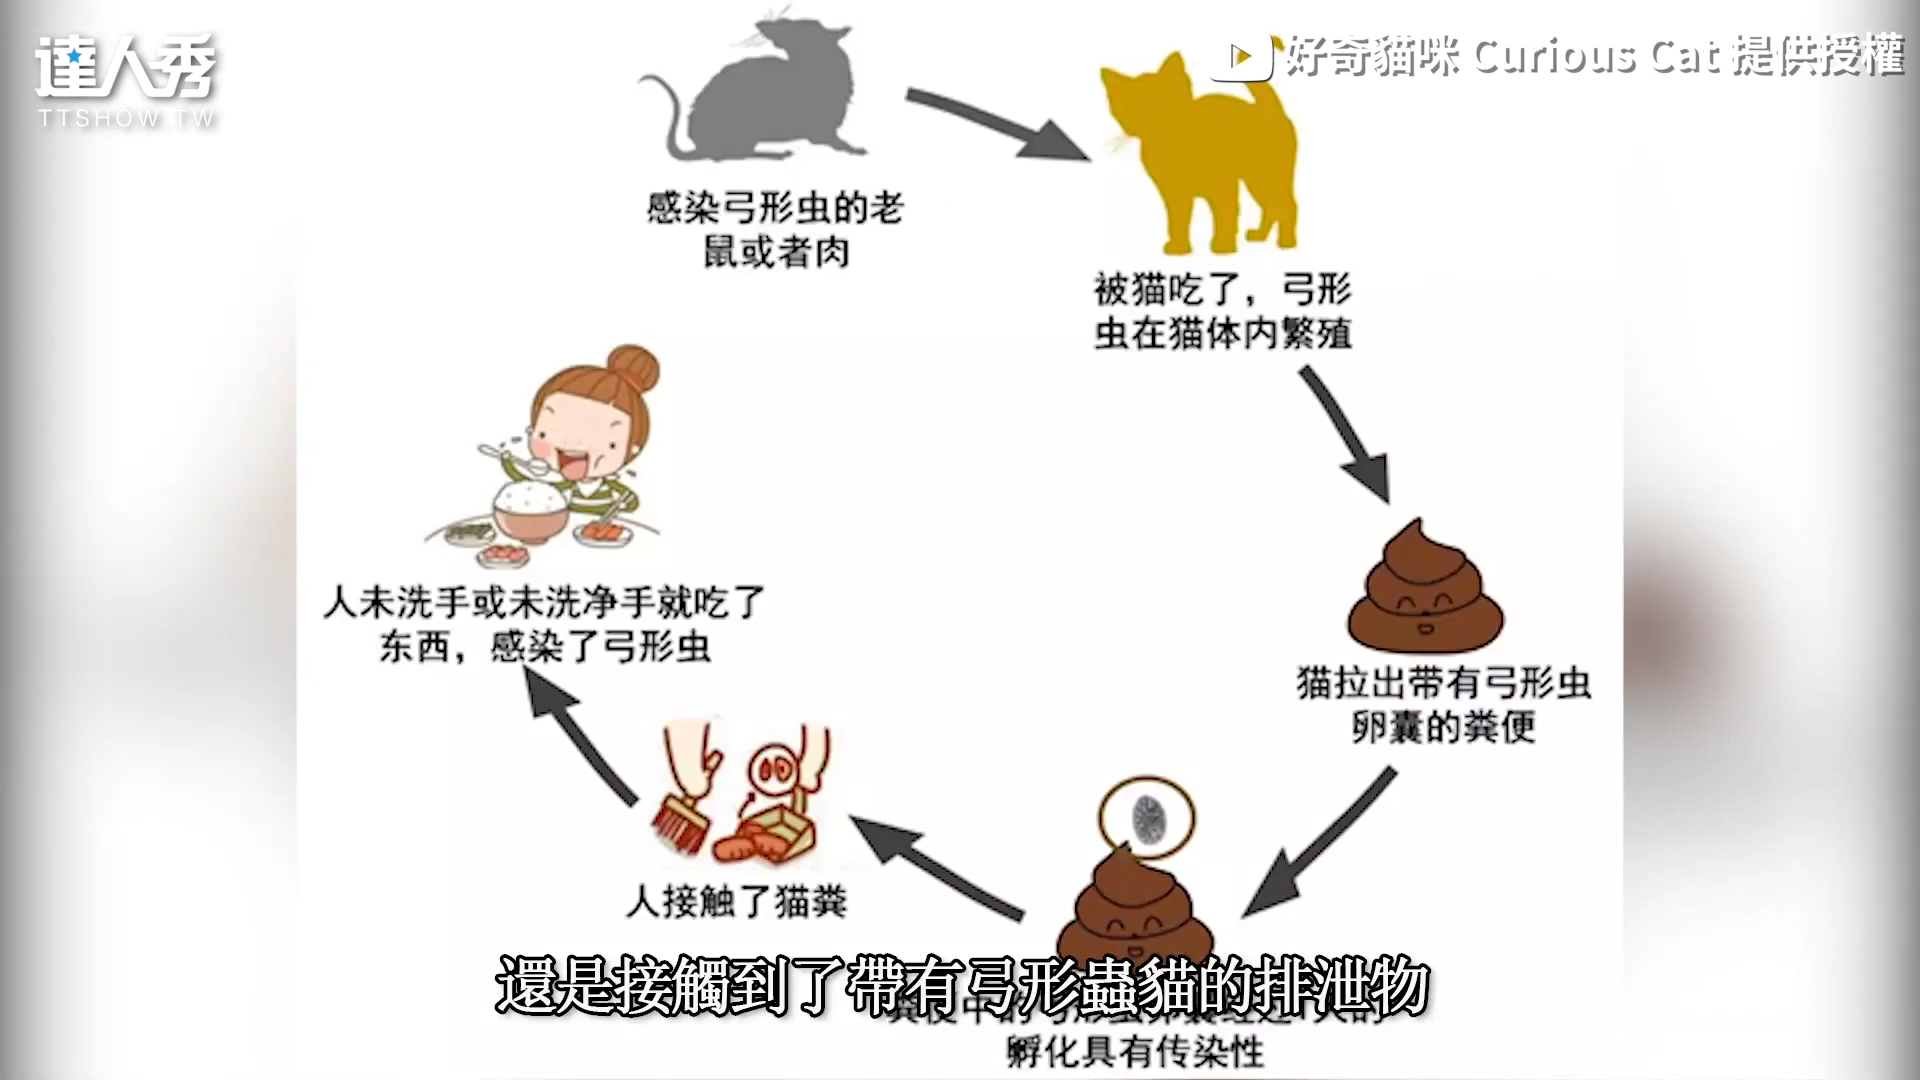 達人秀
TTSHOW.TW
好奇貓咪 Curious Cat 提供授權
感染弓形虫的老
鼠或者肉
被猫吃了，弓形
虫在猫体内繁殖
人未洗手或未洗净手就吃了
东西，感染了弓形虫
猫拉出带有弓形虫
卵囊的粪便
人接触了猫粪
還是接觸到了帶有弓形蟲貓的排泄物
孵化具有传染性